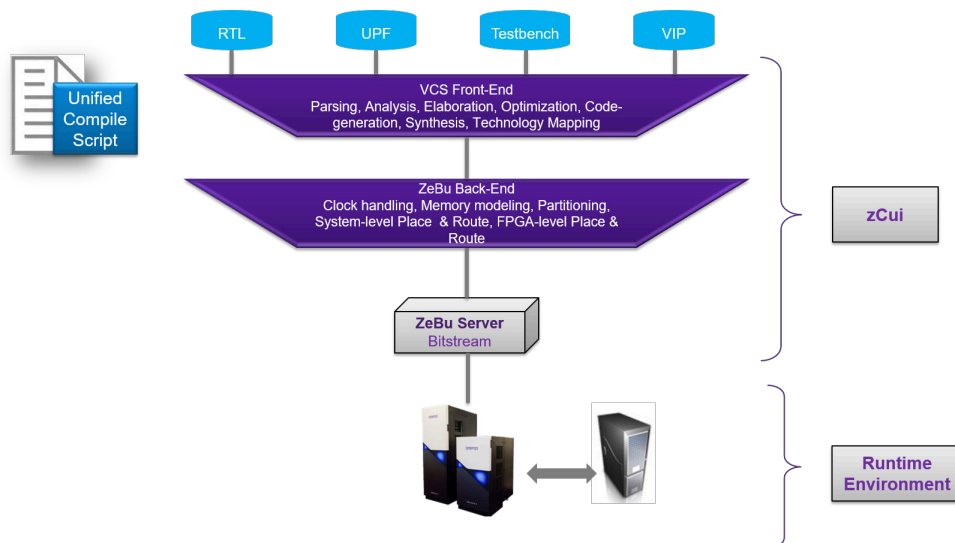 RTL
UPF
Testbench
VIP
Unified
Compile
Script
VCS Front-End
Parsing, Analysis, Elaboration, Optimization, Code-
generation, Synthesis, Technology Mapping
ZeBu Back-End
Clock handling, Memory modeling, Partitioning,
System-level Place & Route, FPGA-level Place &
Route
zCui
ZeBu Server
Bitstream
Runtime
Environment